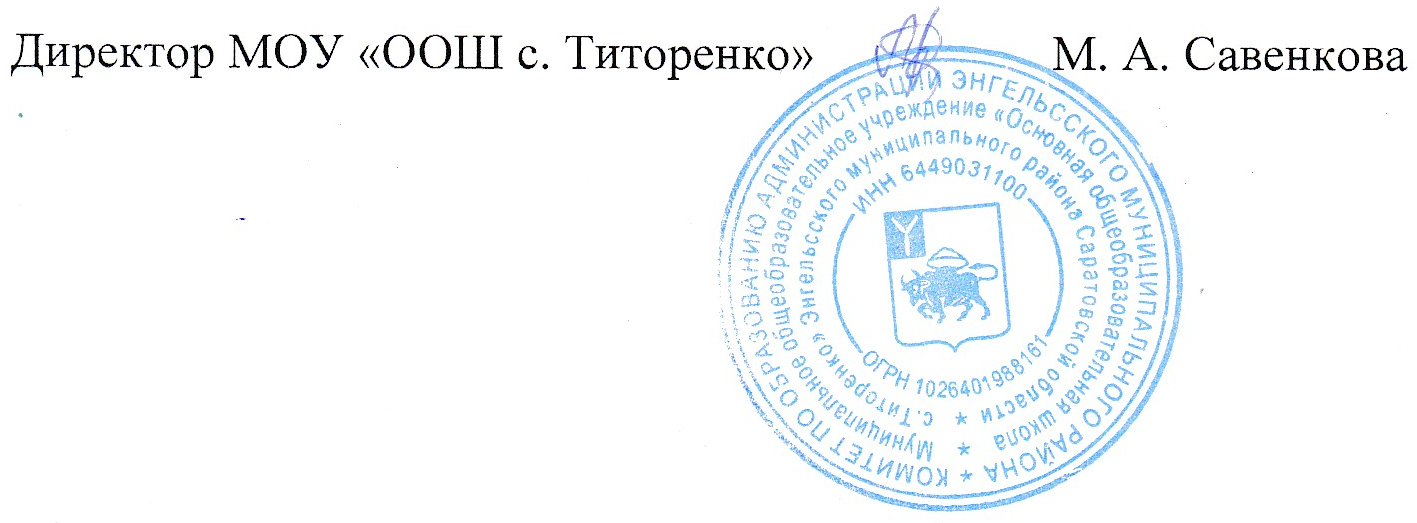 Директор МОУ «ООШ с. Титоренко» М. А. Савенкова
КОМИТЕТ ПО ОБРАЗОВАНИЮ АДМИНИСТРАЦИИ ЭНГЕЛЬССКОГО МУНИЦИПАЛЬНОГО РАЙОНА *
Муниципальное общеобразовательное учреждение «Основная общеобразовательная школа *
с.Титоренко» Энгельсского муниципального района Саратовской области *
ИНН 6449031100
ОГРН 1026401988161